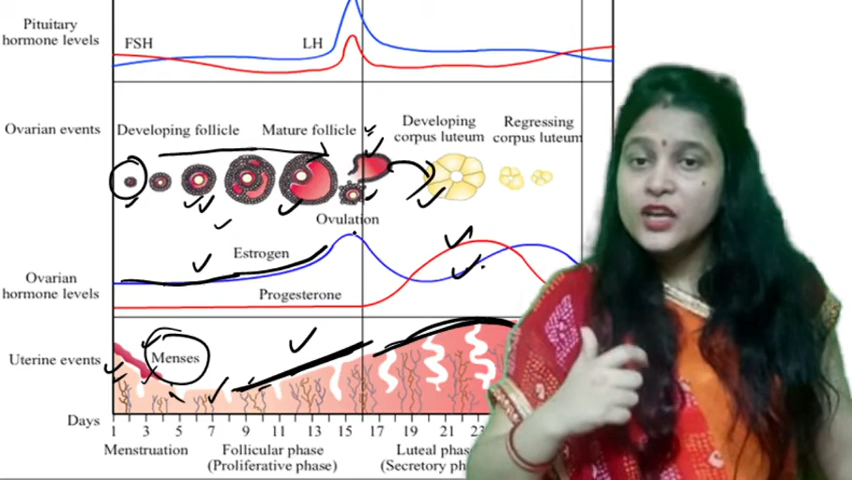 Pituitary
hormone levels
FSH
LH
Ovarian events
Developing follicle
Mature follicle
Developing
corpus luteum
Regressing
corpus luteum
Ovulation
Ovarian
hormone levels
Estrogen
Progesterone
Uterine events
Menses
Days
1 3 5 7 9 11 13 15 17 19 21 23
Menstruation
Follicular phase
(Proliferative phase)
Luteal phas
(Secretory ph